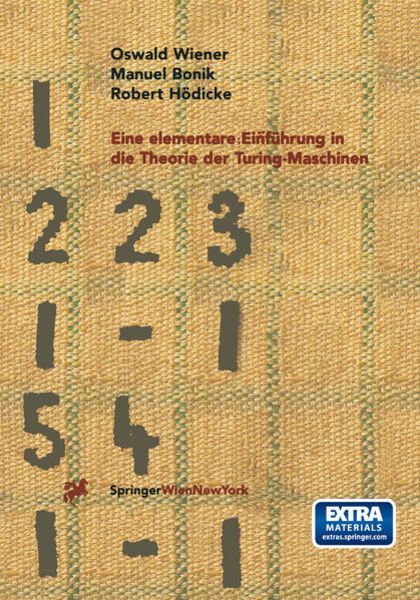 Oswald Wiener
Manuel Bonik
Robert Hödicke
Eine elementare Einführung in
die Theorie der Turing-Maschinen
1
2 2 3
1 - 1
5 4
1 - 1
SpringerWienNewYork
EXTRA
MATERIALS
extras.springer.com